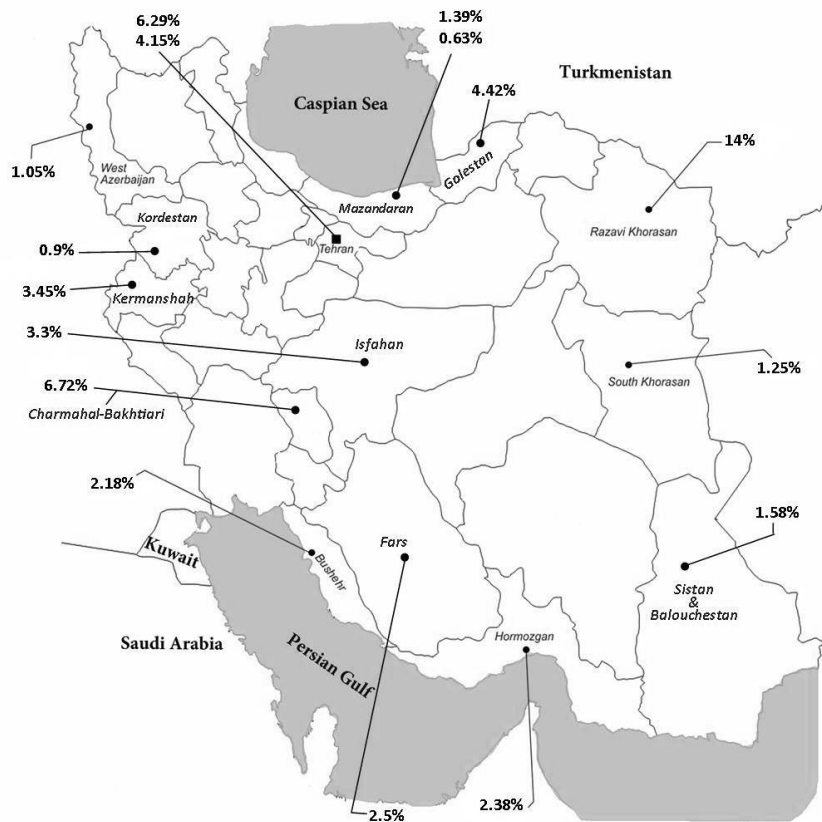 6.29%
4.15%
1.39%
0.63%
Turkmenistan
4.42%
Caspian Sea
14%
1.05%
West
Azerbaijan
Golestan
Mazandaran
Kordestan
Razavi Khorasan
Tehran
0.9%
3.45%
Kermanshah
3.3%
Isfahan
1.25%
South Khorasan
6.72%
Charmahal-Bakhtiari
2.18%
1.58%
Kuwait
Bushehr
Fars
Sistan
&
Balouchestan
Saudi Arabia
Persian Gulf
Hormozgan
2.38%
2.5%